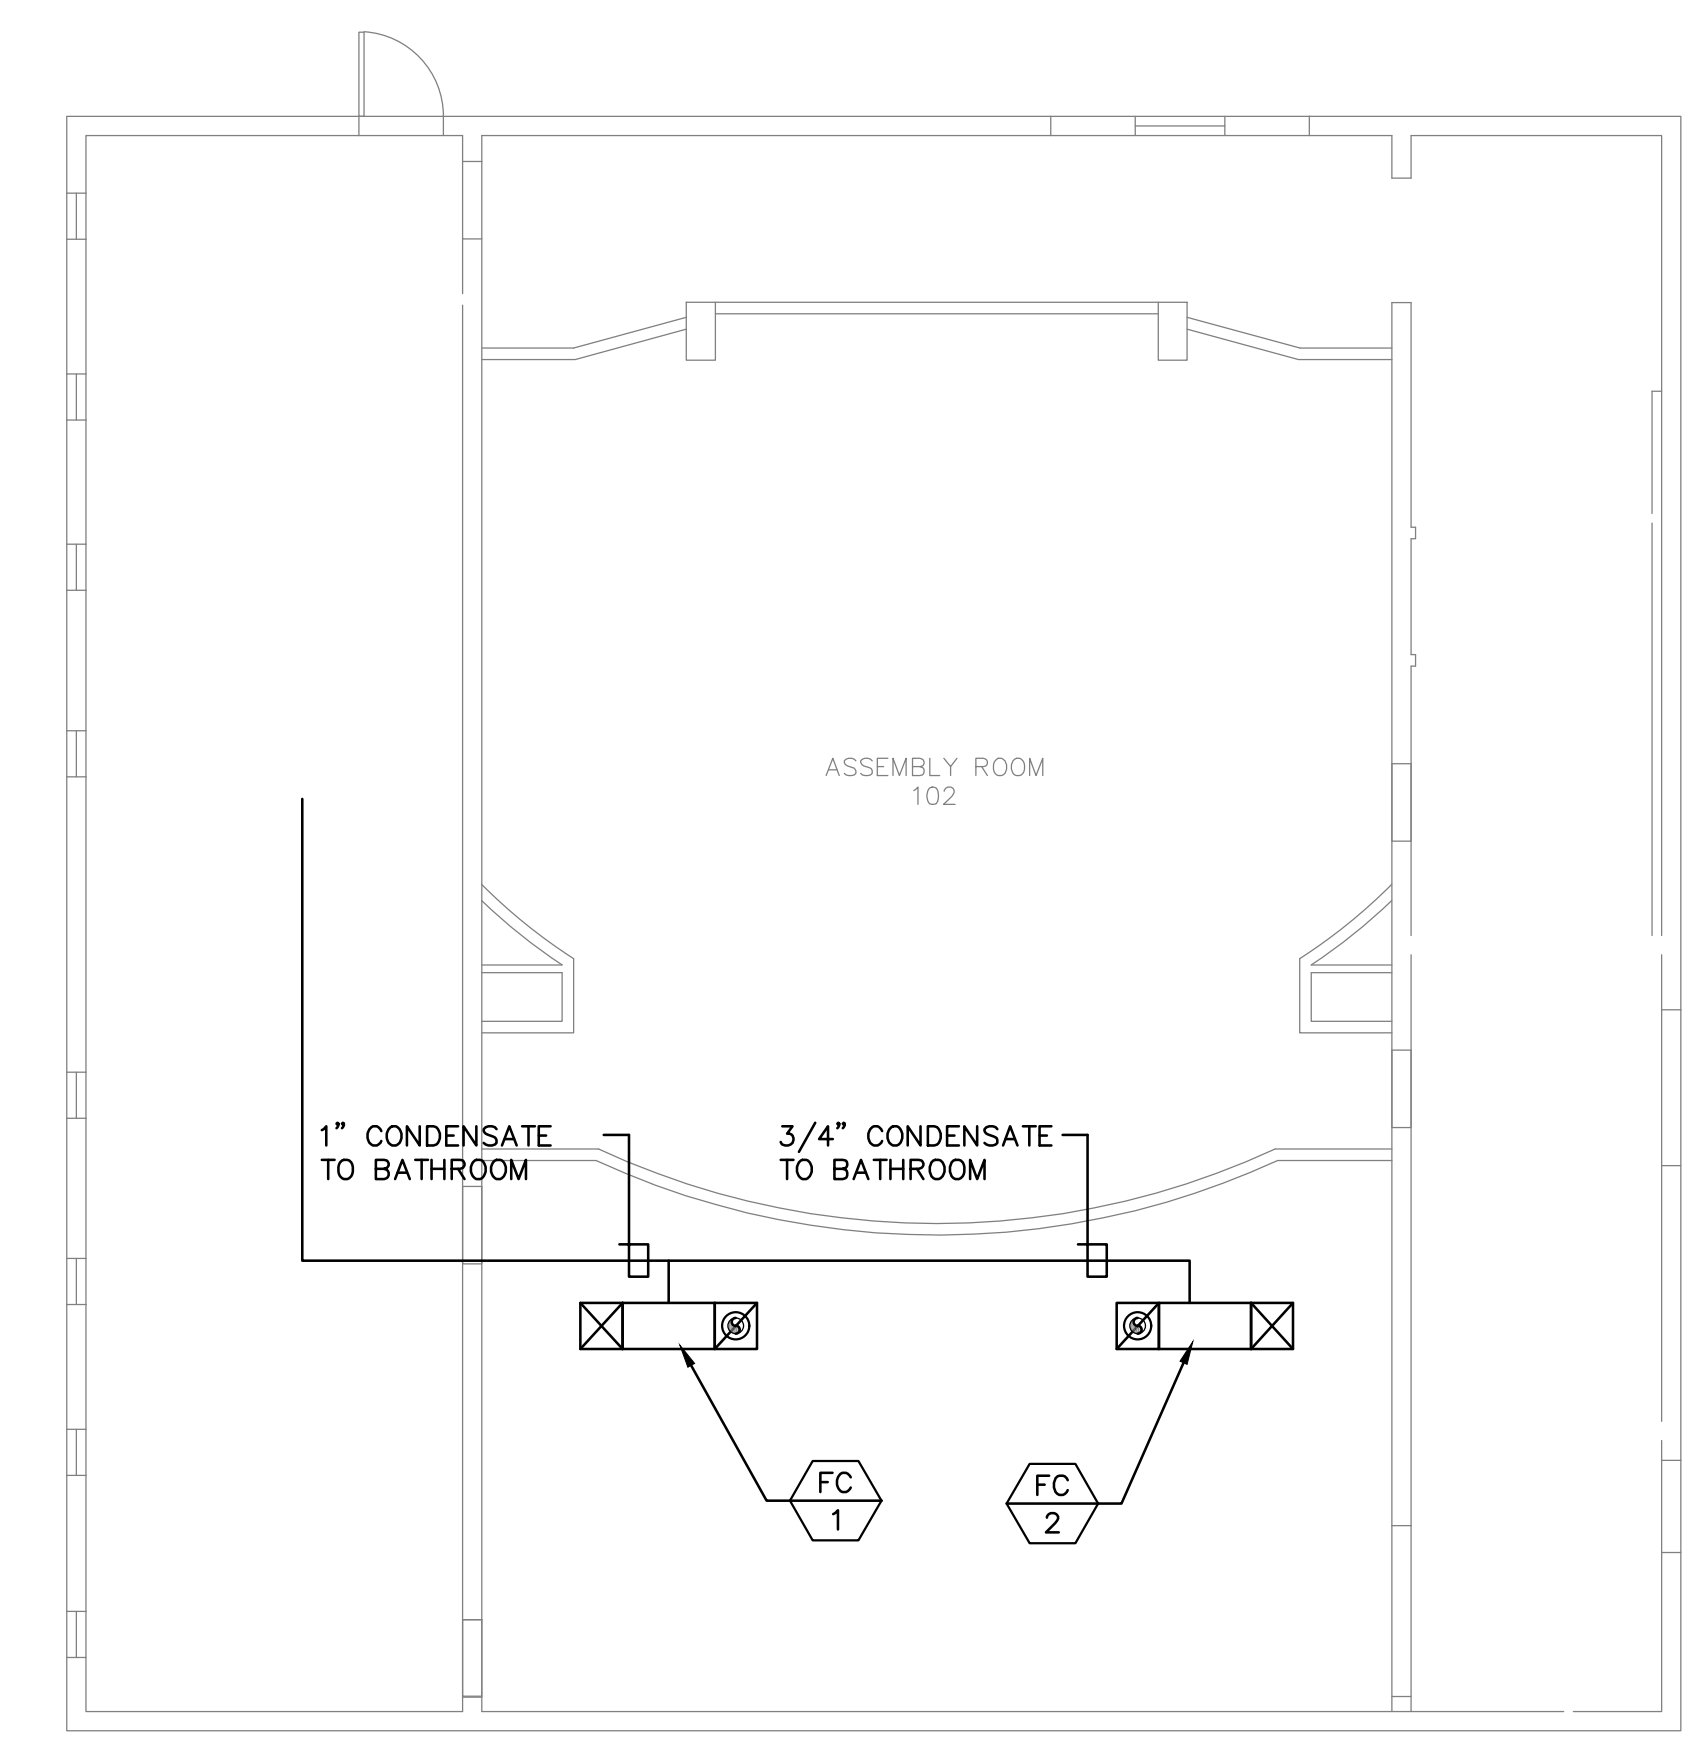 ASSEMBLY ROOM
102
1” CONDENSATE
TO BATHROOM
3/4” CONDENSATE
TO BATHROOM
FC
1
FC
2